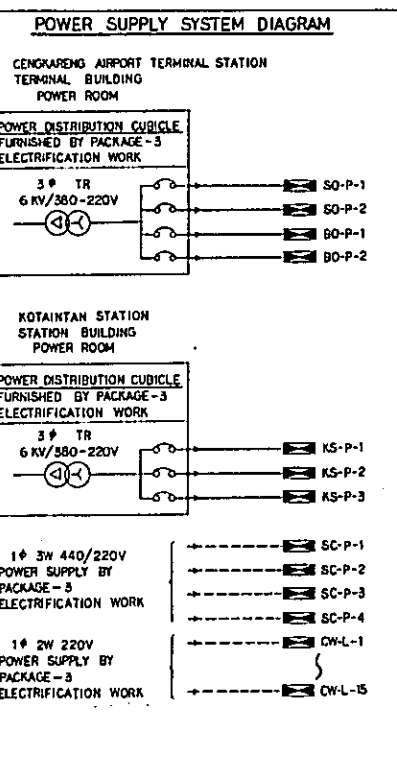 POWER SUPPLY SYSTEM DIAGRAM
CENGKARENG AIRPORT TERMINAL STATION
TERMINAL BUILDING
POWER ROOM
POWER DISTRIBUTION CUBICLE
FURNISHED BY PACKAGE-3
ELECTRIFICATION WORK
3Φ TR
6 KV/380-220V
SO-P-1
SO-P-2
BO-P-1
BO-P-2
KOTAINTAN STATION
STATION BUILDING
POWER ROOM
POWER DISTRIBUTION CUBICLE
FURNISHED BY PACKAGE-3
ELECTRIFICATION WORK
3Φ TR
6 KV/380-220V
KS-P-1
KS-P-2
KS-P-3
1Φ 3W 440/220V
POWER SUPPLY BY
PACKAGE-3
ELECTRIFICATION WORK
SC-P-1
SC-P-2
SC-P-3
SC-P-4
1Φ 2W 220V
POWER SUPPLY BY
PACKAGE-3
ELECTRIFICATION WORK
CW-L-1
CW-L-15